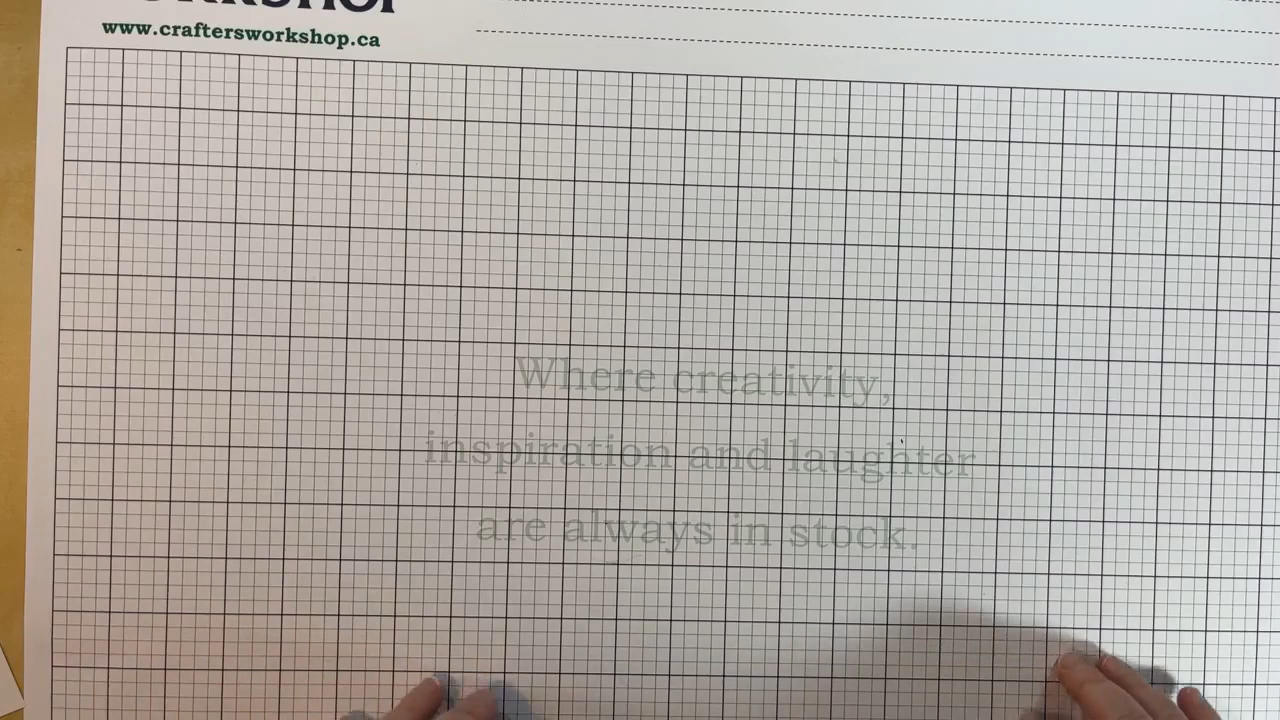 www.craftersworkshop.ca
Where creativity,
inspiration and laughter
are always in stock.